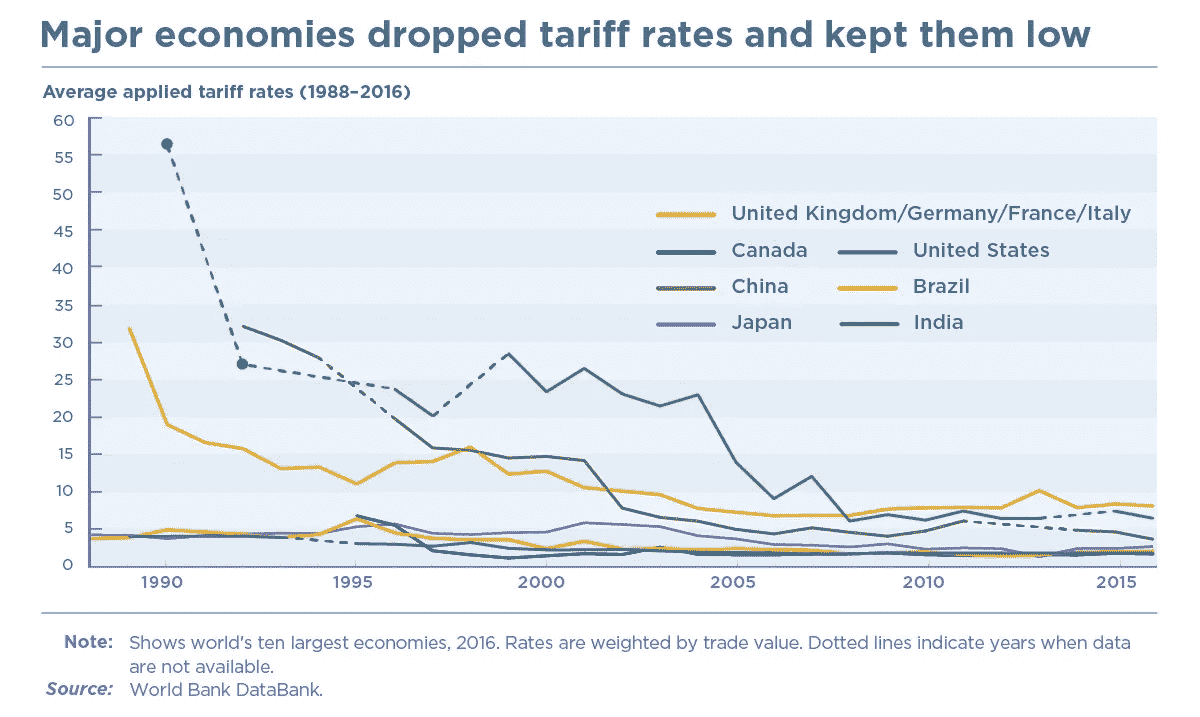 Major economies dropped tariff rates and kept them low
Average applied tariff rates (1988–2016)
60
55
50
45
40
35
30
25
20
15
10
5
0
United Kingdom/Germany/France/Italy
Canada United States
China Brazil
Japan India
1990 1995 2000 2005 2010 2015
Note: Shows world's ten largest economies, 2016. Rates are weighted by trade value. Dotted lines indicate years when data
are not available.
Source: World Bank DataBank.